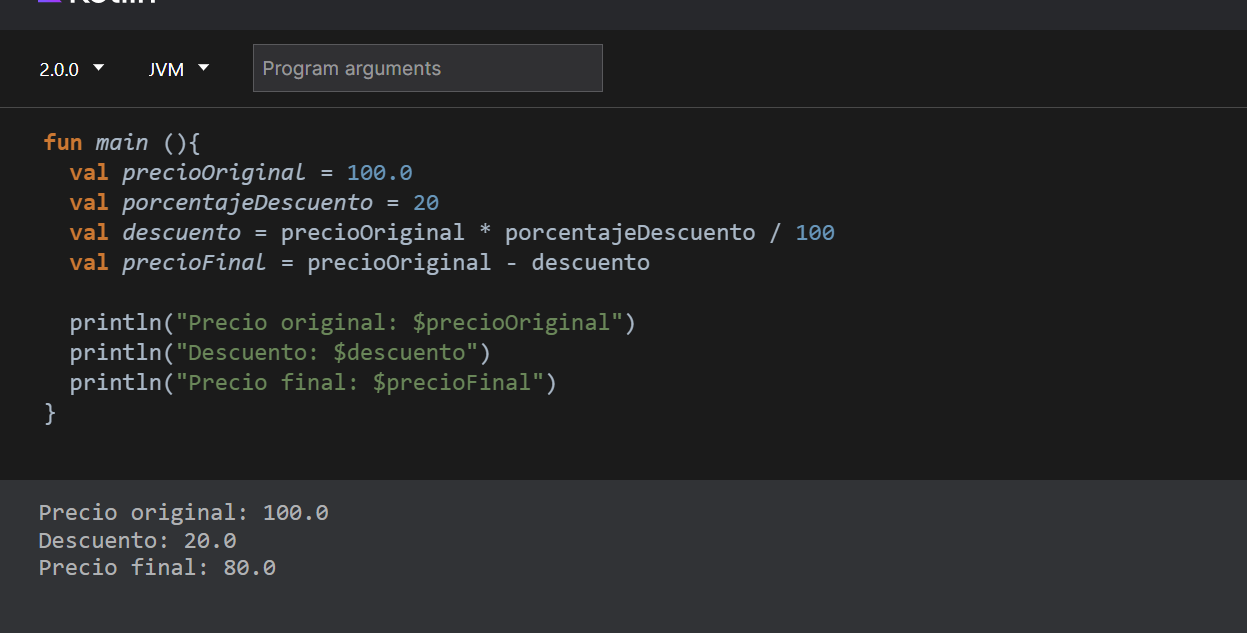 Kotlin
2.0.0 JVM Program arguments
fun main (){
  val precioOriginal = 100.0
  val porcentajeDescuento = 20
  val descuento = precioOriginal * porcentajeDescuento / 100
  val precioFinal = precioOriginal - descuento

  println("Precio original: $precioOriginal")
  println("Descuento: $descuento")
  println("Precio final: $precioFinal")
}
Precio original: 100.0
Descuento: 20.0
Precio final: 80.0